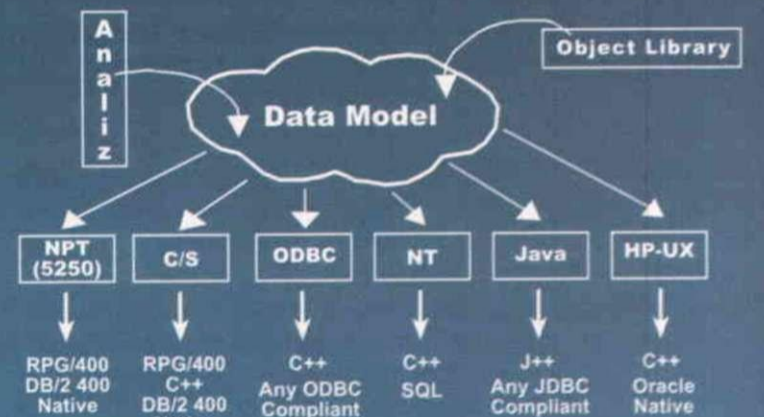 Analiz
Object Library
Data Model
NPT
(5250)
C/S
ODBC
NT
Java
HP-UX
RPG/400
DB/2 400
Native
RPG/400
C++
DB/2 400
C++
Any ODBC
Compliant
C++
SQL
J++
Any JDBC
Compliant
C++
Oracle
Native